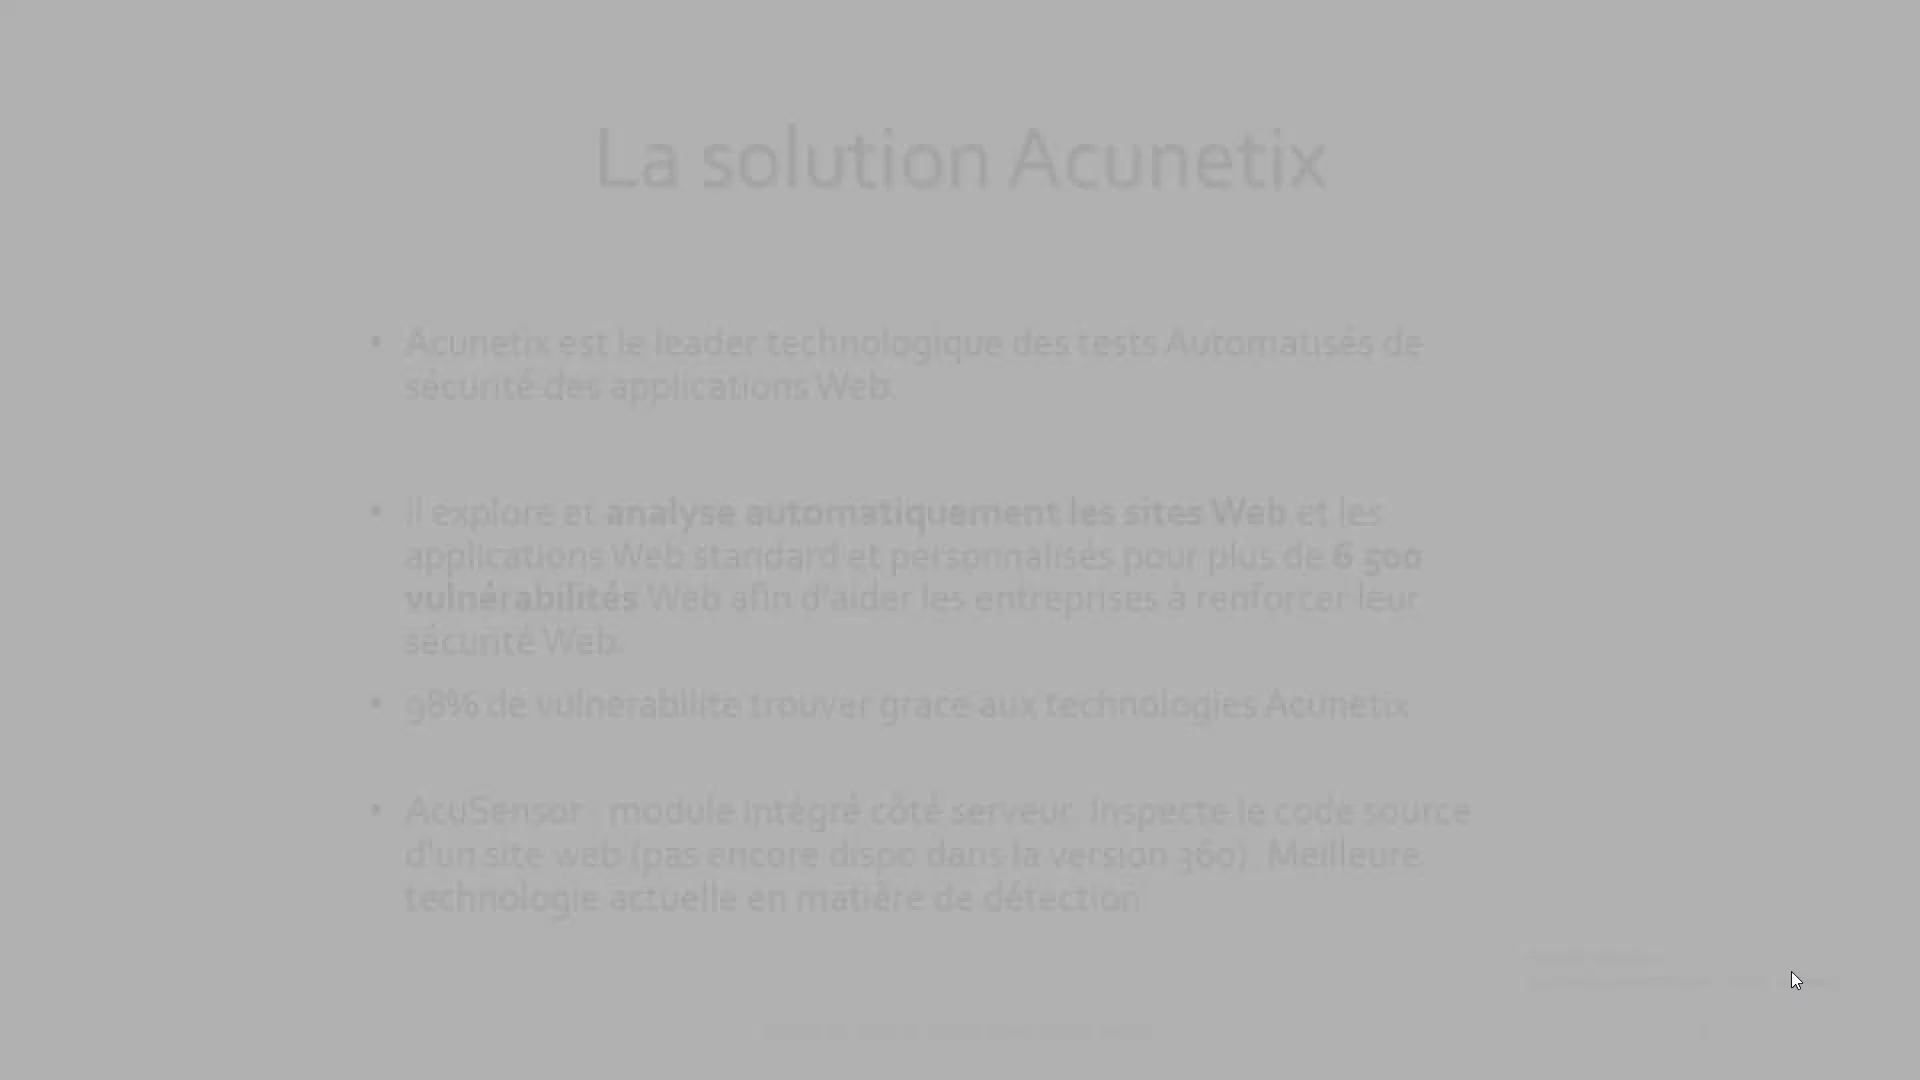 La solution Acunetix
• Acunetix est le leader technologique des tests Automatisés de
sécurité des applications Web.
• Il explore et analyse automatiquement les sites Web et les
applications Web standard et personnalisés pour plus de 6 500
vulnérabilités Web afin d'aider les entreprises à renforcer leur
sécurité Web.
• 98% de vulnerabilite trouver grace aux technologies Acunetix
• AcuSensor : module intégré côté serveur. Inspecte le code source
d'un site web (pas encore dispo dans la version 360). Meilleure
technologie actuelle en matière de détection